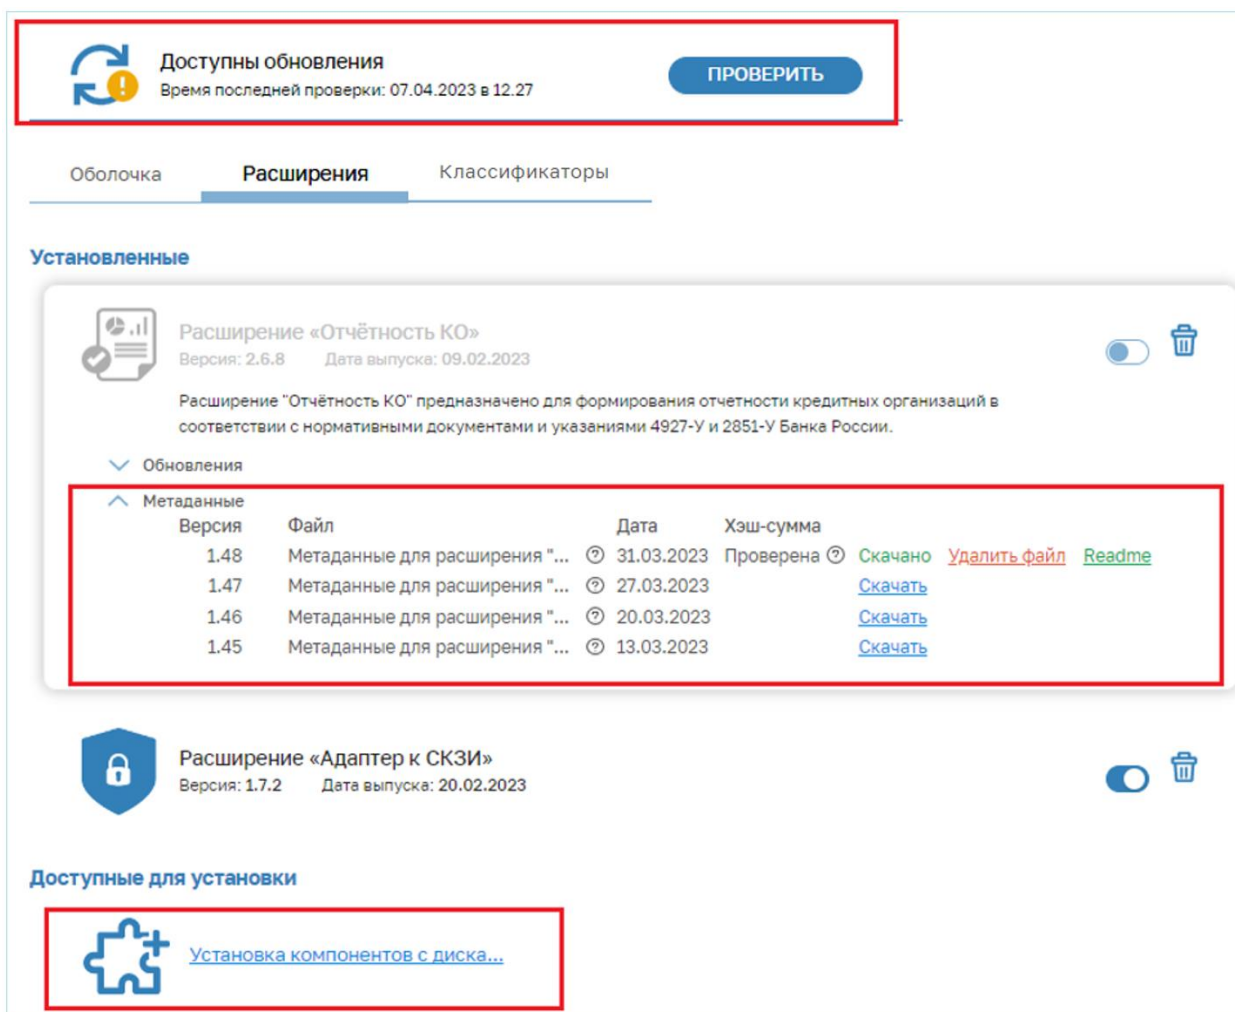 Доступны обновления
Время последней проверки: 07.04.2023 в 12.27
ПРОВЕРИТЬ
Оболочка Расширения Классификаторы
Установленные
Расширение «Отчётность КО»
Версия: 2.6.8 Дата выпуска: 09.02.2023
Расширение "Отчётность КО" предназначено для формирования отчетности кредитных организаций в
соответствии с нормативными документами и указаниями 4927-У и 2851-У Банка России.
Обновления
Метаданные
Версия Файл Дата Хэш-сумма
1.48 Метаданные для расширения "... ? 31.03.2023 Проверена ? Скачано Удалить файл Readme
1.47 Метаданные для расширения "... ? 27.03.2023 Скачать
1.46 Метаданные для расширения "... ? 20.03.2023 Скачать
1.45 Метаданные для расширения "... ? 13.03.2023 Скачать
Расширение «Адаптер к СКЗИ»
Версия: 1.7.2 Дата выпуска: 20.02.2023
Доступные для установки
Установка компонентов с диска...